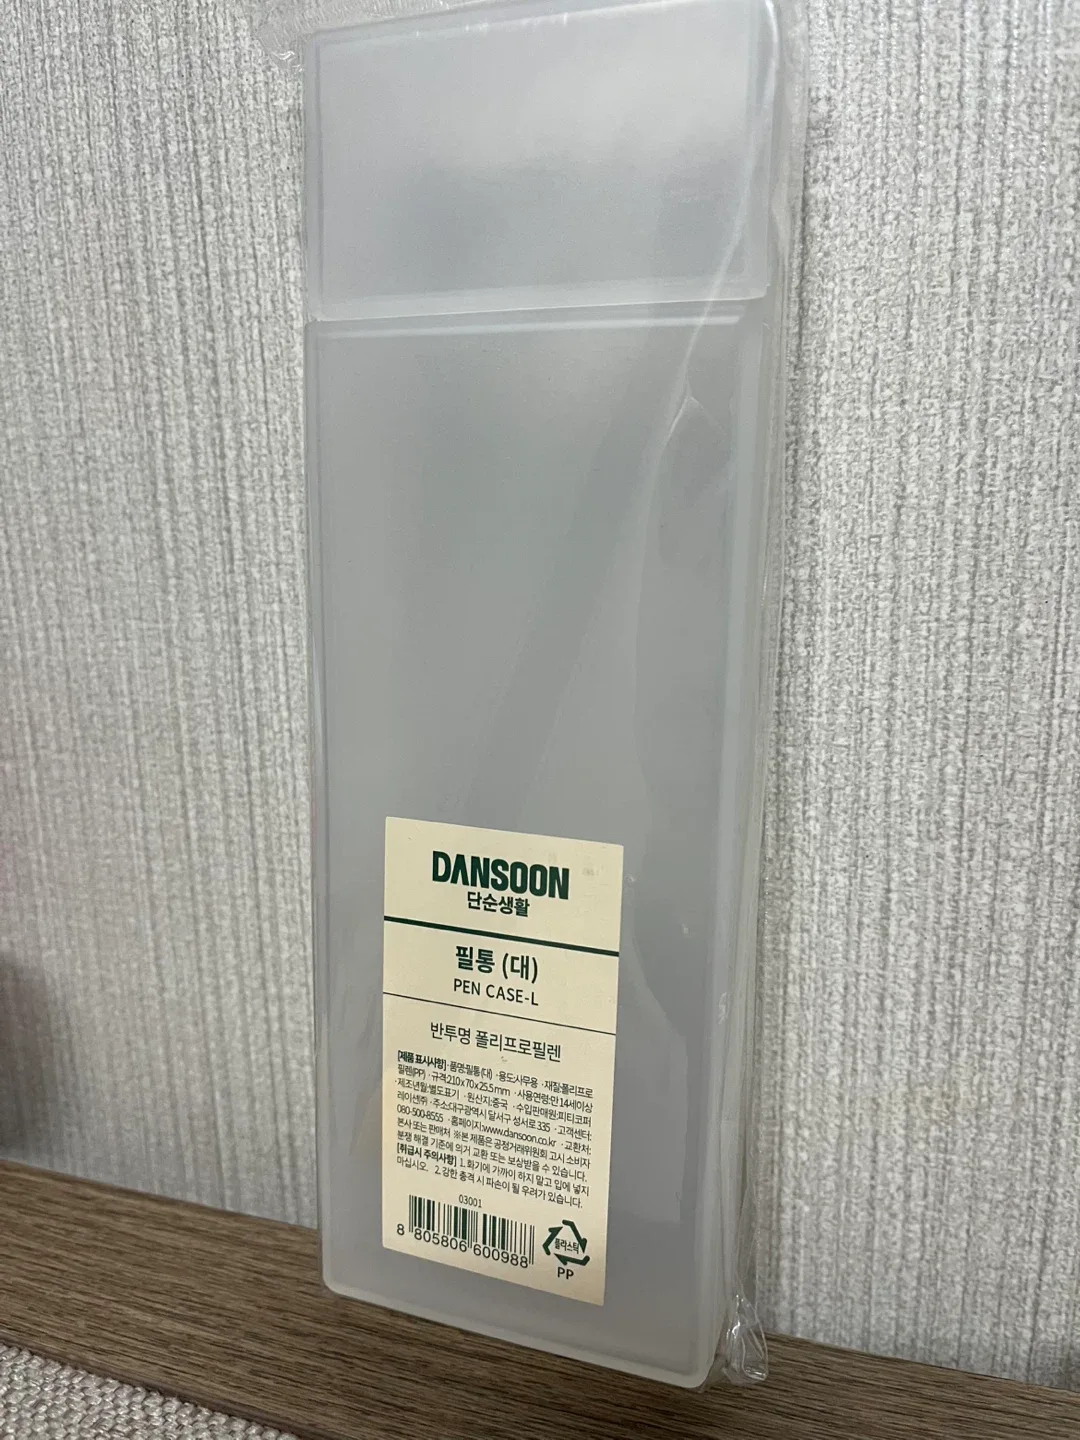 DANSOON
단순생활
필통 (대)
PEN CASE-L
반투명 폴리프로필렌
[제품 표시사항] ·품명:필통(대) ·용도:사무용 ·재질:폴리프로
필렌(PP) ·규격:210x70x25.5mm ·사용연령:만 14세이상
·제조년월:별도표기 ·원산지:중국 ·수입판매원:피티코퍼
레이션㈜ ·주소:대구광역시 달서구 성서로 335 ·고객센터:
080-500-8555 ·홈페이지:www.dansoon.co.kr ·교환처:
본사 또는 판매처 ※본 제품은 공정거래위원회 고시 소비자
분쟁 해결 기준에 의거 교환 또는 보상받을 수 있습니다.
[취급시 주의사항] 1. 화기에 가까이 하지 말고 입에 넣지
마십시오. 2. 강한 충격 시 파손이 될 우려가 있습니다.
03001
8 805806 600988
플라스틱
PP